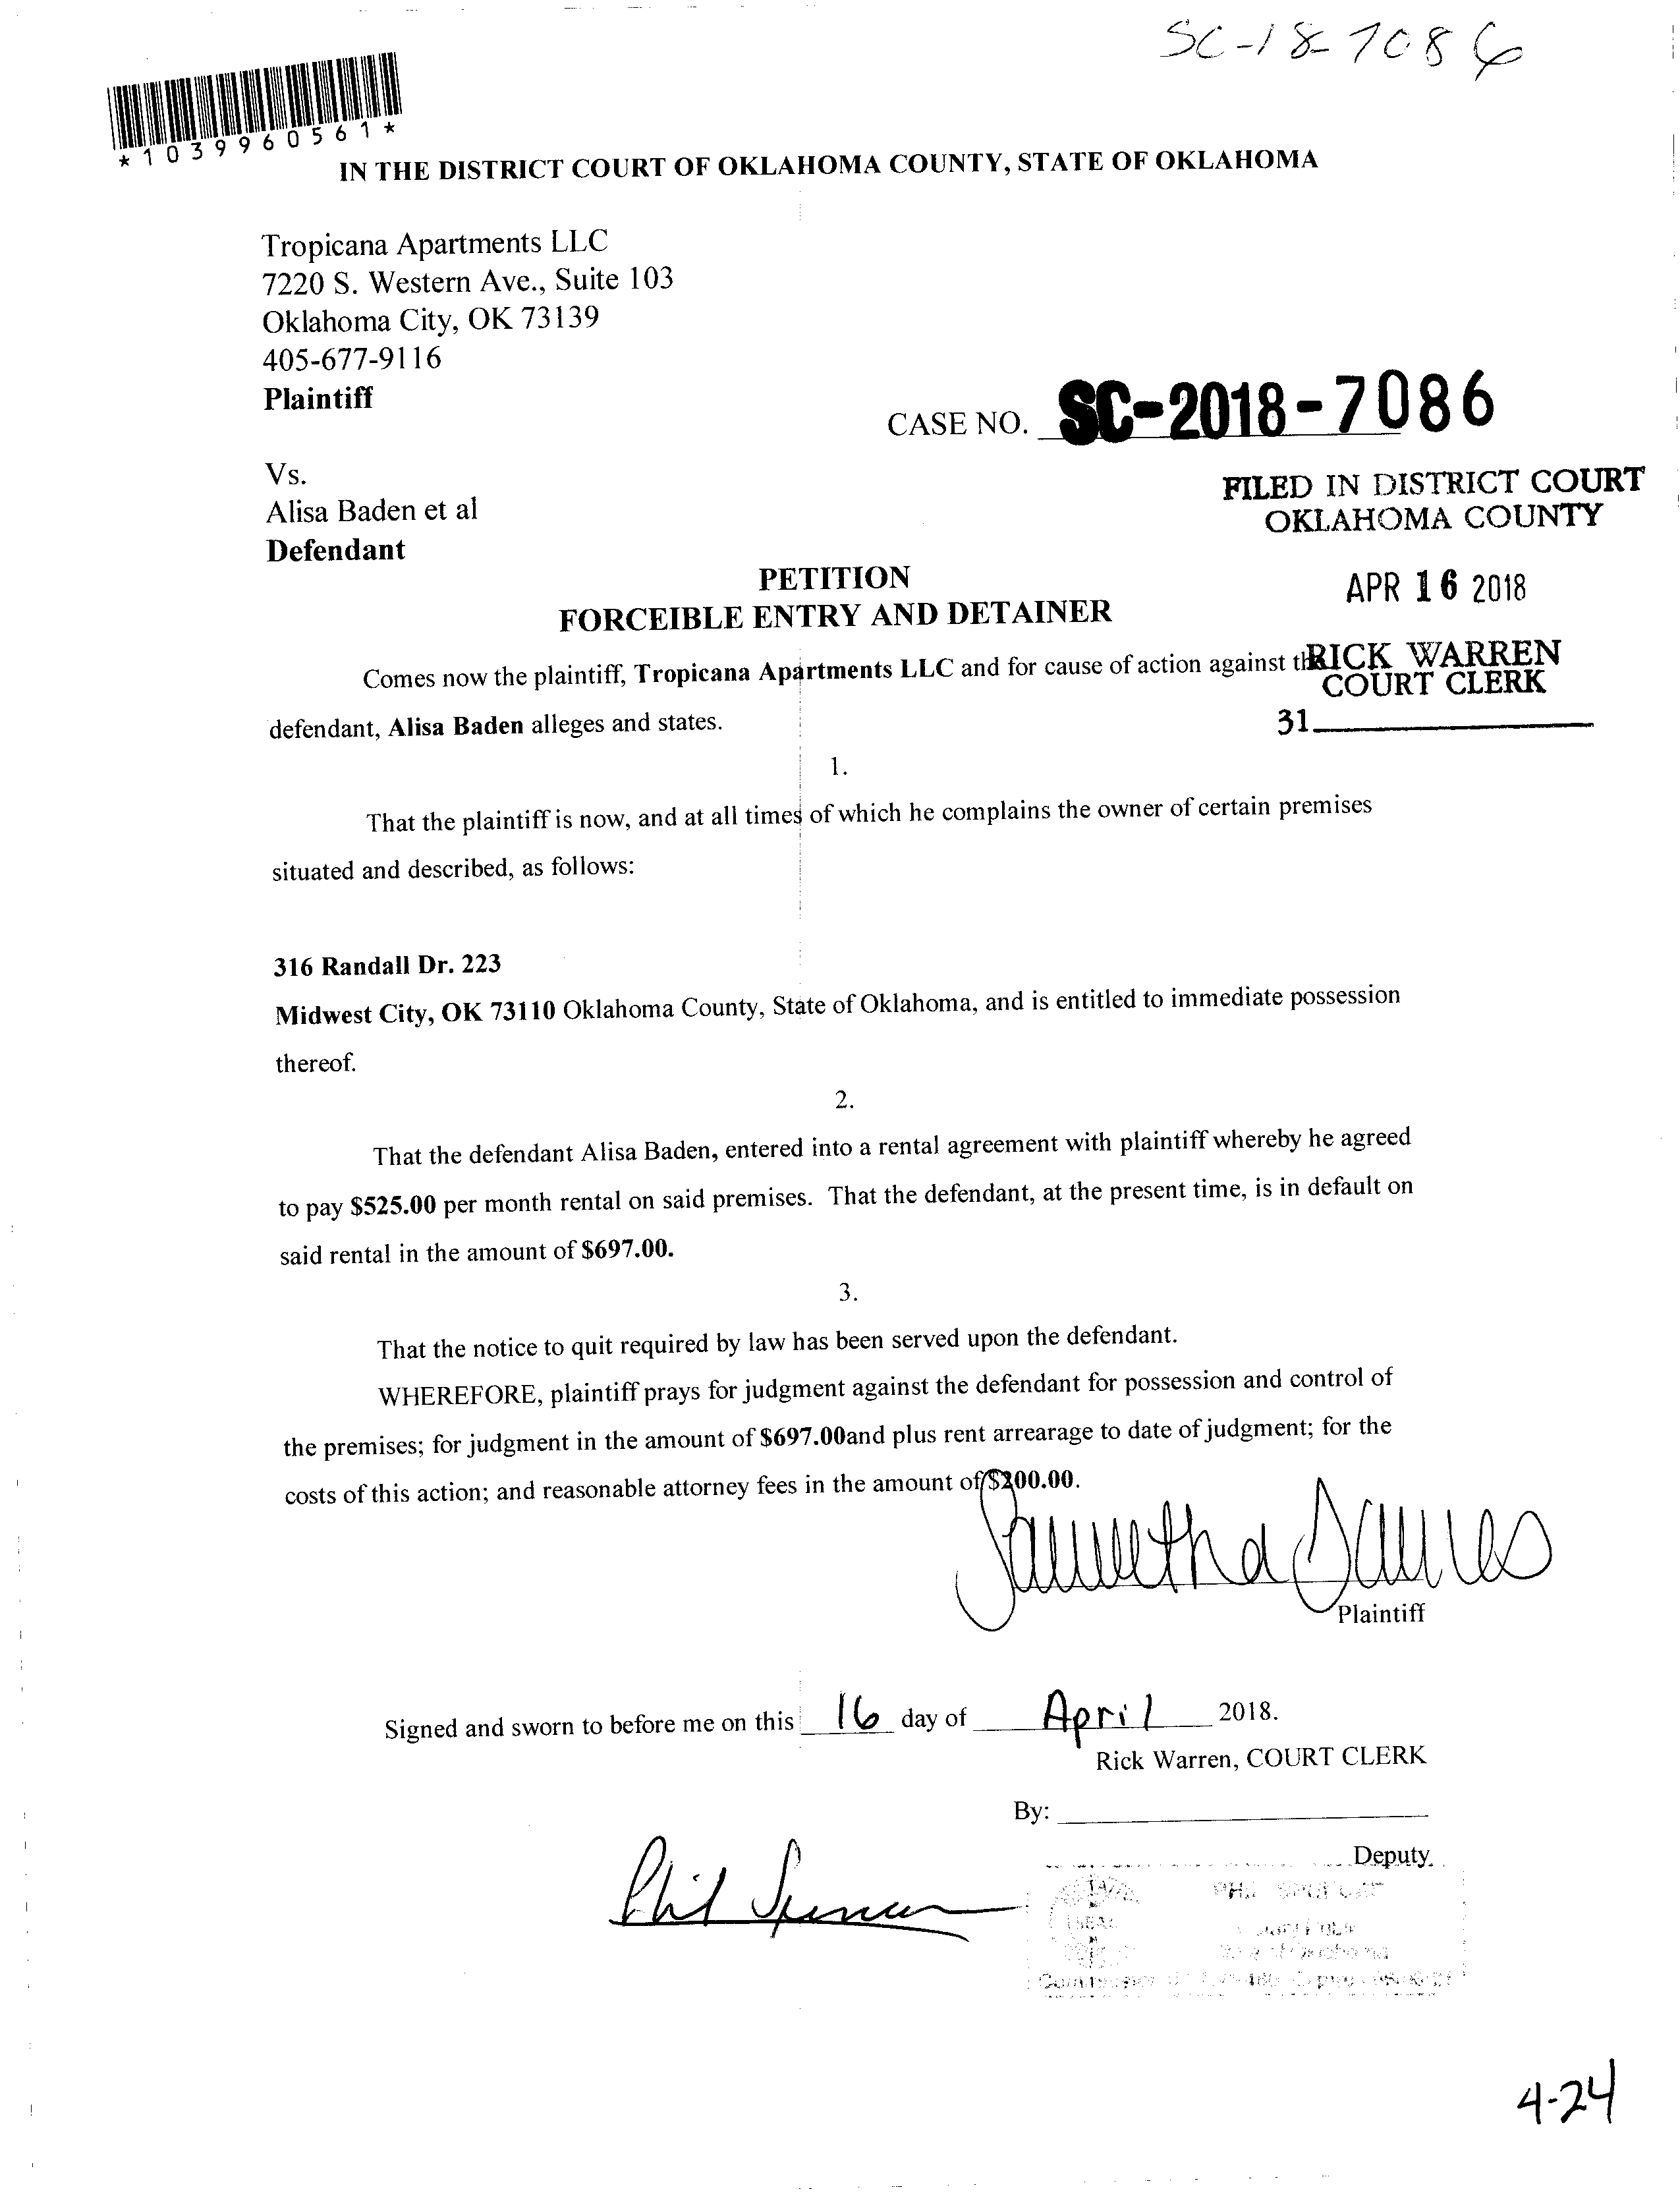 SC-18-7086
*1039960561*
IN THE DISTRICT COURT OF OKLAHOMA COUNTY, STATE OF OKLAHOMA
Tropicana Apartments LLC
7220 S. Western Ave., Suite 103
Oklahoma City, OK 73139
405-677-9116
Plaintiff
CASE NO. SC-2018-7086
Vs.
Alisa Baden et al
Defendant
FILED IN DISTRICT COURT
OKLAHOMA COUNTY
APR 16 2018
RICK WARREN
COURT CLERK
31
PETITION
FORCEIBLE ENTRY AND DETAINER
Comes now the plaintiff, Tropicana Apartments LLC and for cause of action against
defendant, Alisa Baden alleges and states.
1.
That the plaintiff is now, and at all times of which he complains the owner of certain premises
situated and described, as follows:
316 Randall Dr. 223
Midwest City, OK 73110 Oklahoma County, State of Oklahoma, and is entitled to immediate possession
thereof.
2.
That the defendant Alisa Baden, entered into a rental agreement with plaintiff whereby he agreed
to pay $525.00 per month rental on said premises. That the defendant, at the present time, is in default on
said rental in the amount of $697.00.
3.
That the notice to quit required by law has been served upon the defendant.
WHEREFORE, plaintiff prays for judgment against the defendant for possession and control of
the premises; for judgment in the amount of $697.00and plus rent arrearage to date of judgment; for the
costs of this action; and reasonable attorney fees in the amount of $200.00.
Plaintiff
Signed and sworn to before me on this 16 day of April 2018.
Rick Warren, COURT CLERK
By:
Deputy
Phil Spencer
4-24